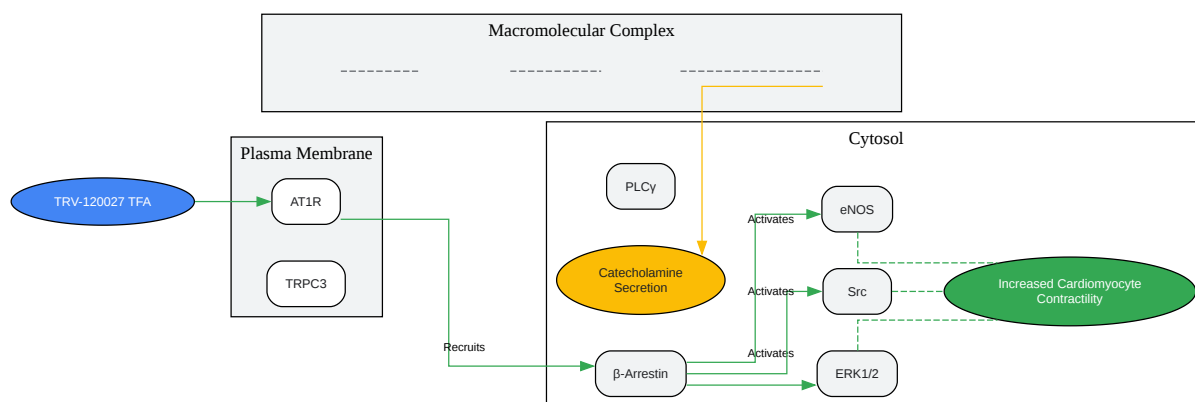 Macromolecular Complex
Plasma Membrane
Cytosol
TRV-120027 TFA
AT1R
TRPC3
PLCγ
eNOS
Activates
Catecholamine
Secretion
Src
Activates
Increased Cardiomyocyte
Contractility
Recruits
Activates
β-Arrestin
ERK1/2